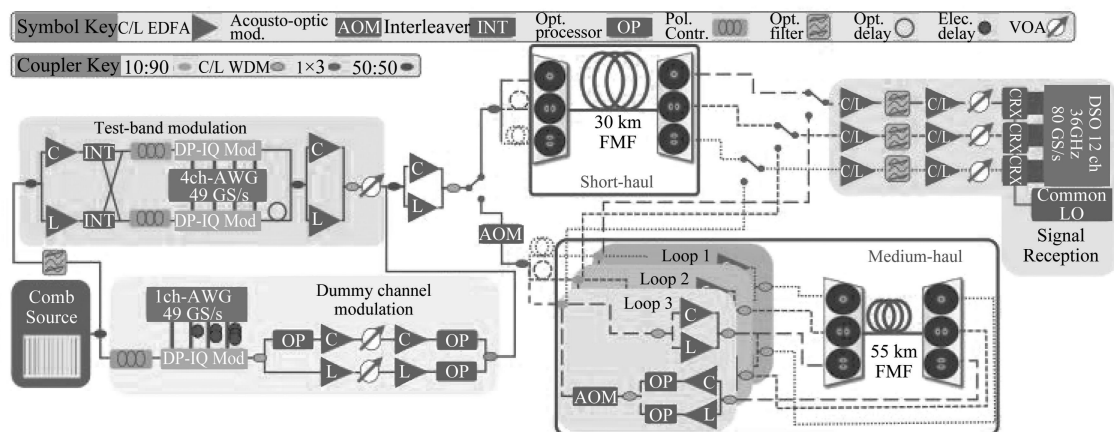 Symbol Key C/L EDFA Acousto-optic mod. AOM Interleaver INT Opt. processor OP Pol. Contr. Opt. filter Opt. delay Elec. delay VOA
Coupler Key 10:90 C/L WDM 1×3 50:50
Test-band modulation
C INT DP-IQ Mod C
4ch-AWG
49 GS/s
L INT DP-IQ Mod L
C
L
AOM
30 km
FMF
Short-haul
C/L C/L CRX
C/L C/L CRX
C/L C/L CRX
DSO 12 ch
36GHz
80 GS/s
Common
LO
Signal
Reception
Comb
Source
1ch-AWG
49 GS/s
DP-IQ Mod
Dummy channel
modulation
OP C C OP
L L OP
Loop 1
Loop 2
Loop 3
C
L
AOM OP C
OP L
Medium-haul
55 km
FMF